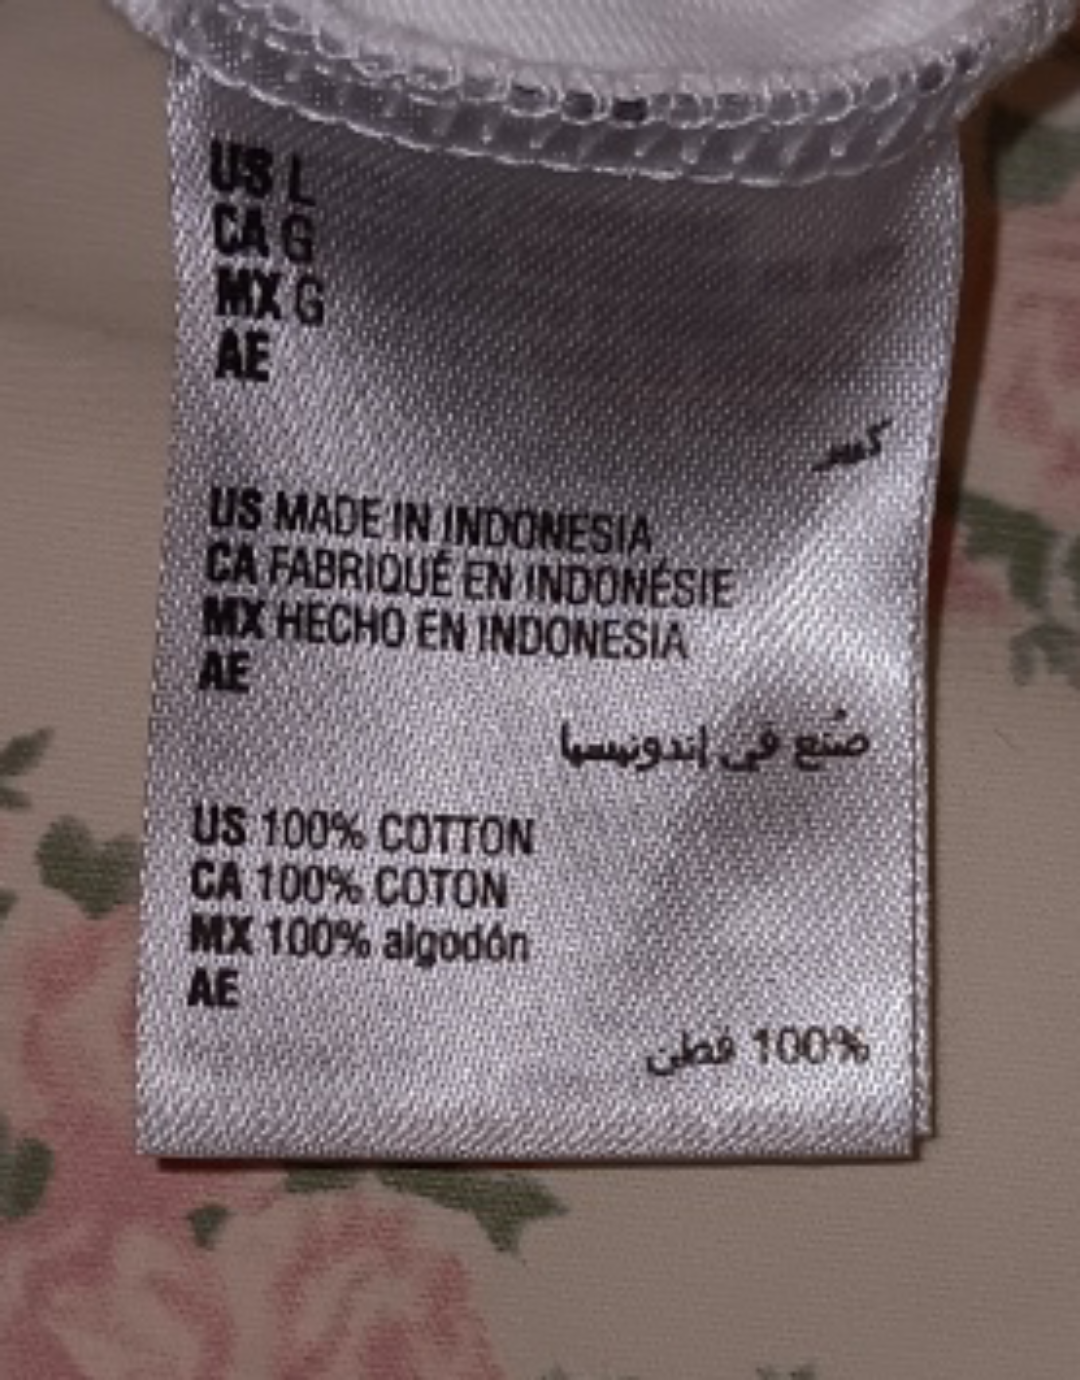 US L
CA G
MX G
AE
كبير
US MADE IN INDONESIA
CA FABRIQUÉ EN INDONÉSIE
MX HECHO EN INDONESIA
AE
صُنع في إندونيسيا
US 100% COTTON
CA 100% COTON
MX 100% algodón
AE
100% قطن